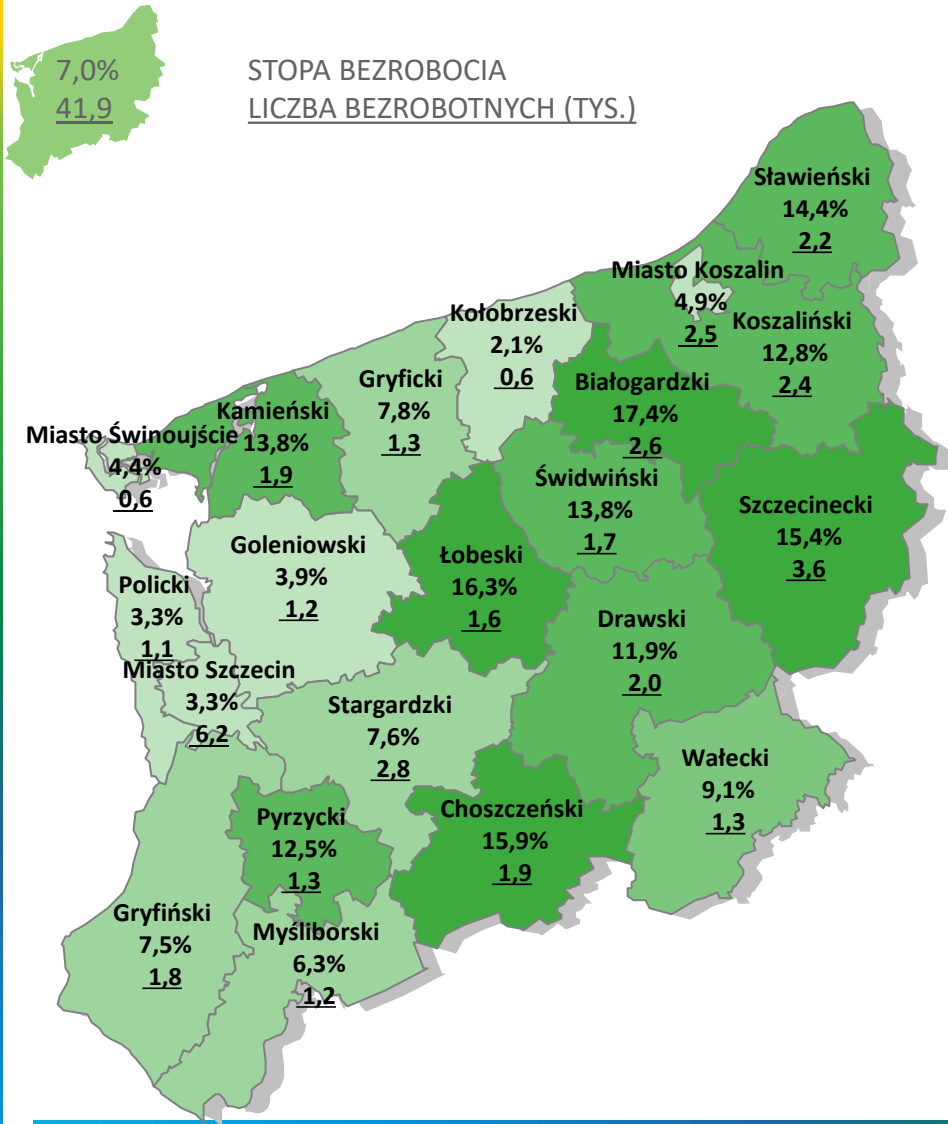 7,0%
41,9
STOPA BEZROBOCIA
LICZBA BEZROBOTNYCH (TYS.)
Sławieński
14,4%
2,2
Miasto Koszalin
4,9%
2,5
Koszaliński
12,8%
2,4
Kołobrzeski
2,1%
0,6
Białogardzki
17,4%
2,6
Gryficki
7,8%
1,3
Kamieński
13,8%
1,9
Miasto Świnoujście
4,4%
0,6
Świdwiński
13,8%
1,7
Szczecinecki
15,4%
3,6
Goleniowski
3,9%
1,2
Łobeski
16,3%
1,6
Policki
3,3%
1,1
Drawski
11,9%
2,0
Miasto Szczecin
3,3%
6,2
Stargardzki
7,6%
2,8
Wałecki
9,1%
1,3
Pyrzycki
12,5%
1,3
Choszczeński
15,9%
1,9
Gryfiński
7,5%
1,8
Myśliborski
6,3%
1,2